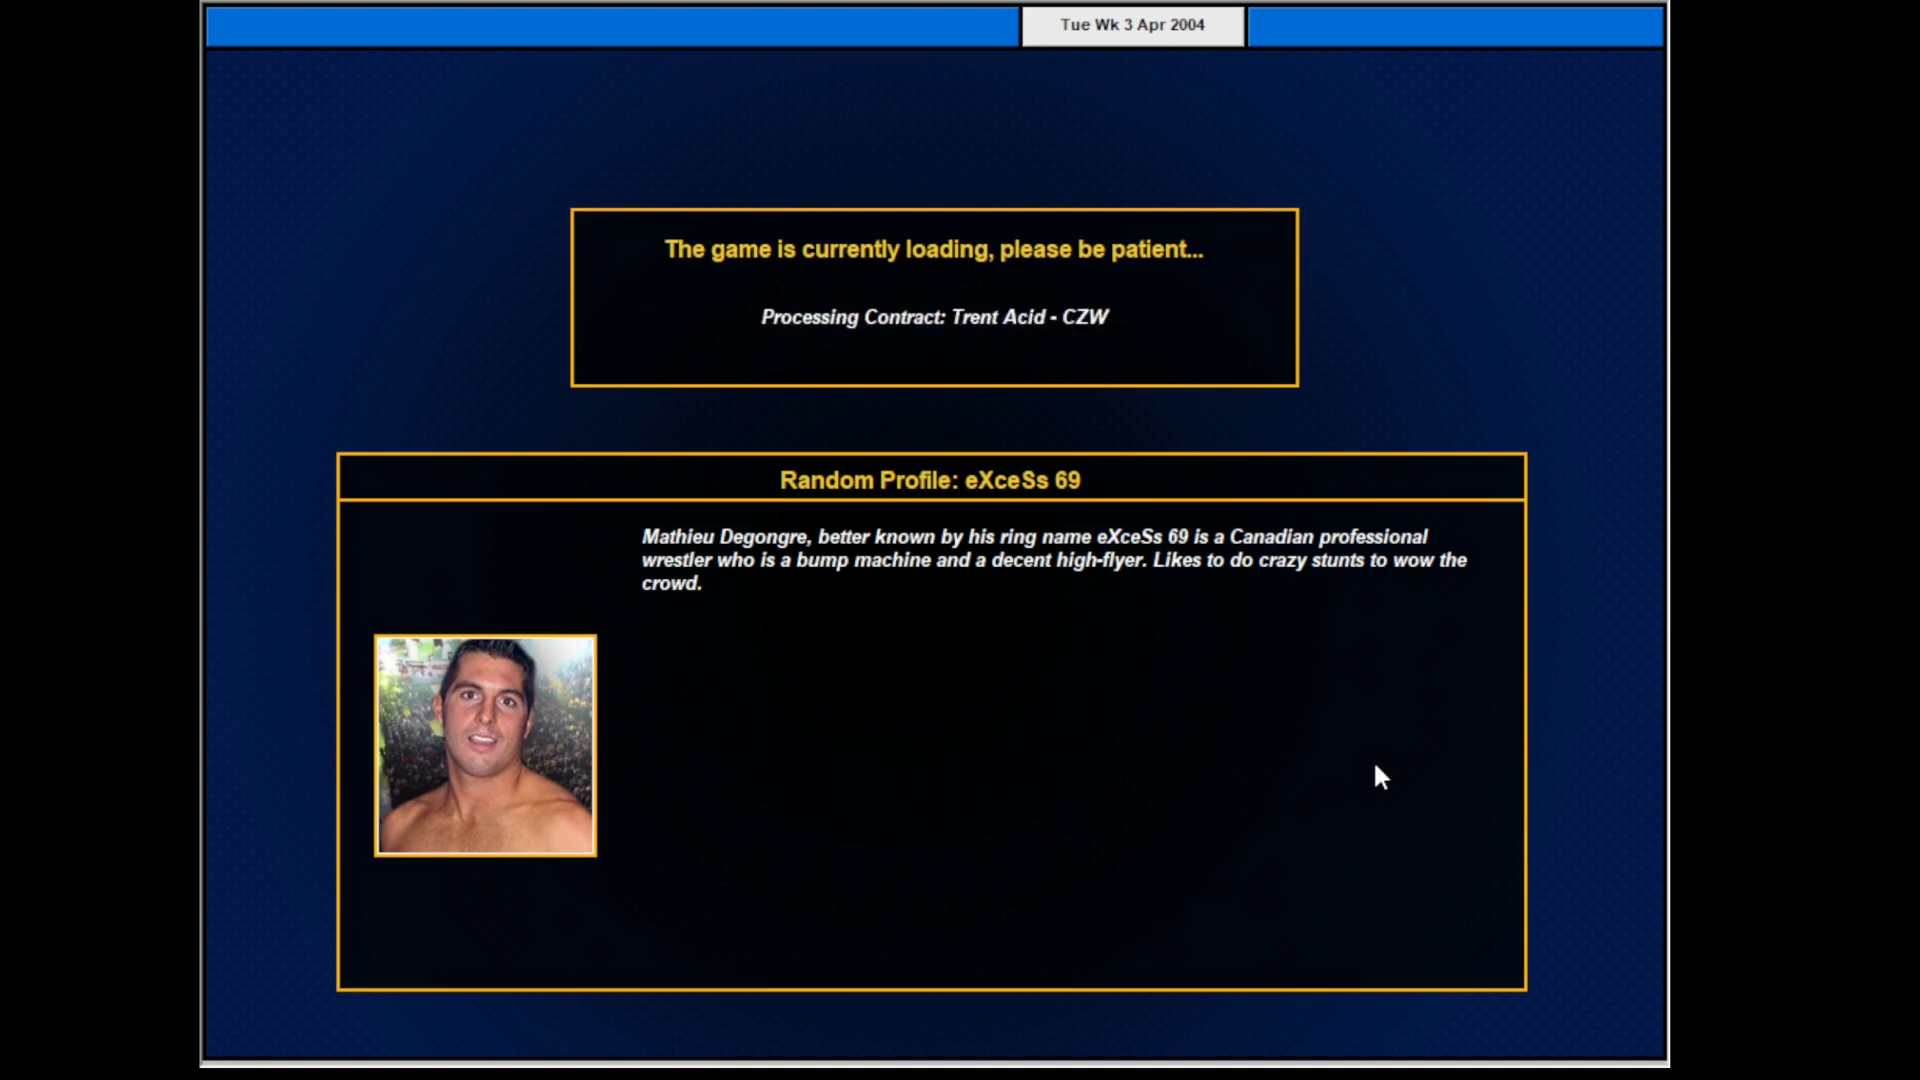 Tue Wk 3 Apr 2004
The game is currently loading, please be patient...
Processing Contract: Trent Acid - CZW
Random Profile: eXceSs 69
Mathieu Degongre, better known by his ring name eXceSs 69 is a Canadian professional
wrestler who is a bump machine and a decent high-flyer. Likes to do crazy stunts to wow the
crowd.